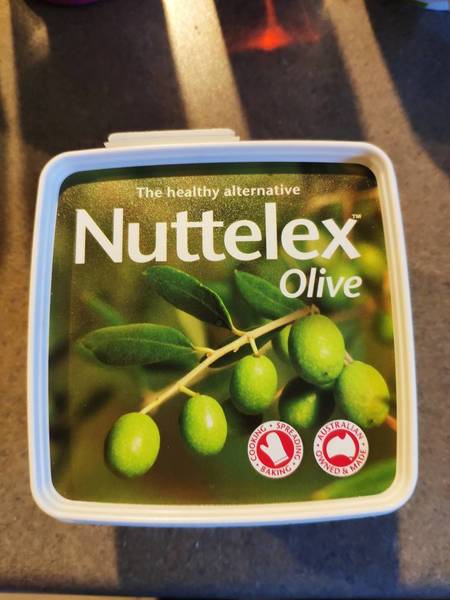 The healthy alternative
Nuttelex™
Olive
COOKING • SPREADING • BAKING •
AUSTRALIAN • OWNED & MADE •